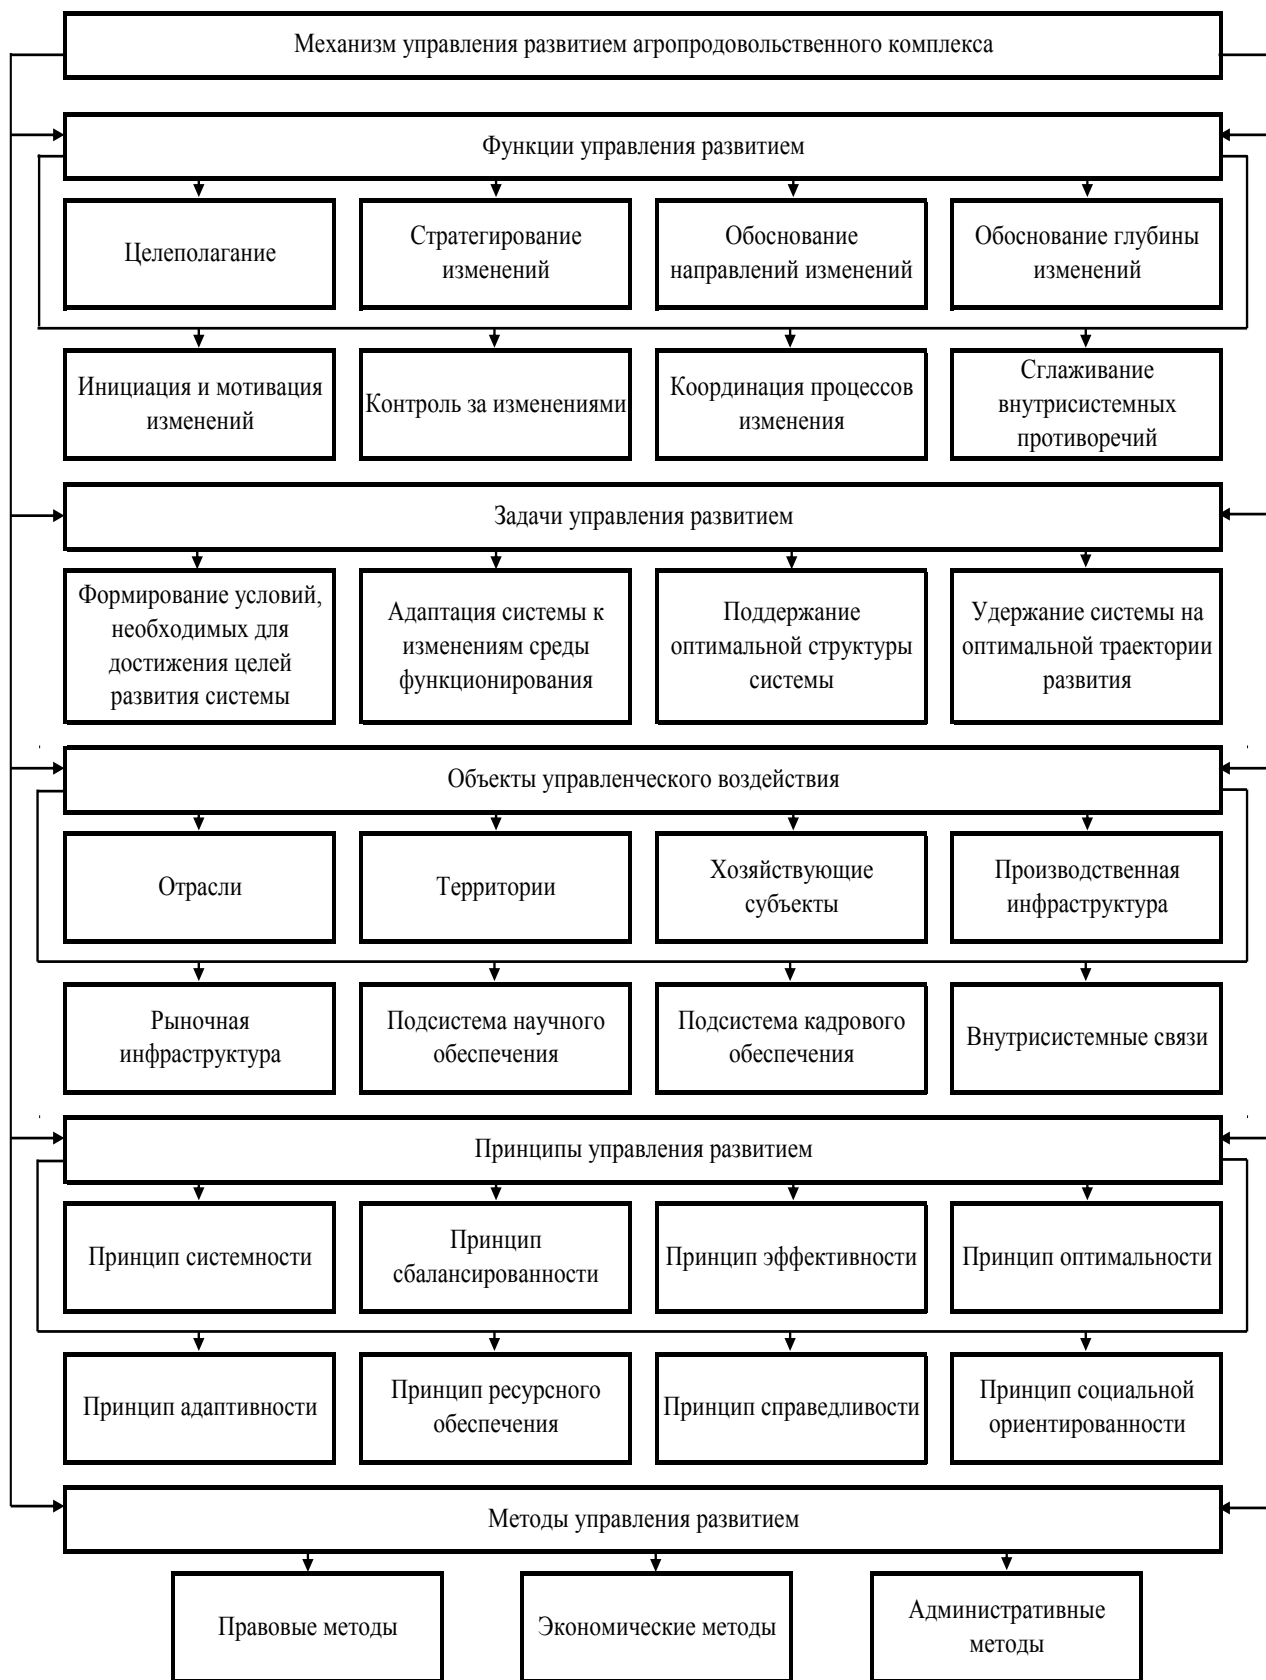 Механизм управления развитием агропродовольственного комплекса
Функции управления развитием
Целеполагание
Стратегирование
изменений
Обоснование
направлений изменений
Обоснование глубины
изменений
Инициация и мотивация
изменений
Контроль за изменениями
Координация процессов
изменения
Сглаживание
внутрисистемных
противоречий
Задачи управления развитием
Формирование условий,
необходимых для
достижения целей
развития системы
Адаптация системы к
изменениям среды
функционирования
Поддержание
оптимальной структуры
системы
Удержание системы на
оптимальной траектории
развития
Объекты управленческого воздействия
Отрасли
Территории
Хозяйствующие
субъекты
Производственная
инфраструктура
Рыночная
инфраструктура
Подсистема научного
обеспечения
Подсистема кадрового
обеспечения
Внутрисистемные связи
Принципы управления развитием
Принцип системности
Принцип
сбалансированности
Принцип эффективности
Принцип оптимальности
Принцип адаптивности
Принцип ресурсного
обеспечения
Принцип справедливости
Принцип социальной
ориентированности
Методы управления развитием
Правовые методы
Экономические методы
Административные
методы